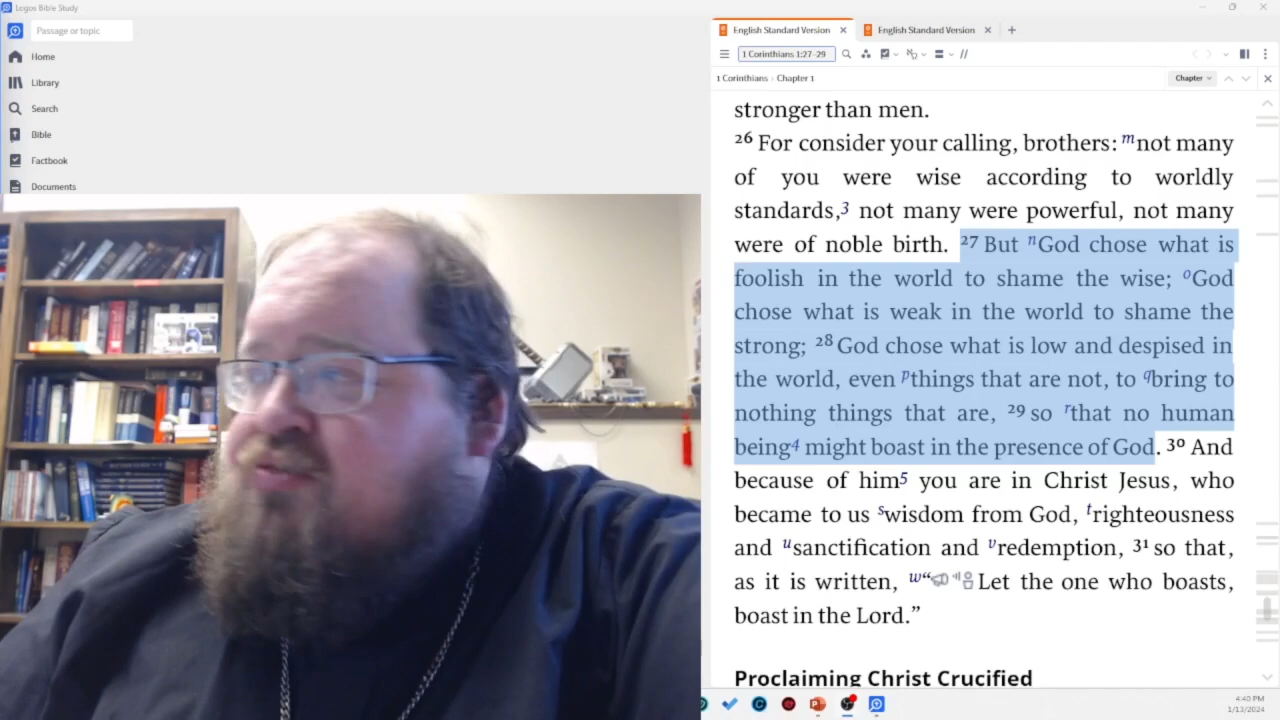 Logos Bible Study
Passage or topic
Home
Library
Search
Bible
Factbook
Documents
English Standard Version
English Standard Version
1 Corinthians 1:27-29
1 Corinthians › Chapter 1
Chapter
stronger than men.
26 For consider your calling, brothers: m not many
of you were wise according to worldly
standards,3 not many were powerful, not many
were of noble birth. 27 But n God chose what is
foolish in the world to shame the wise; o God
chose what is weak in the world to shame the
strong; 28 God chose what is low and despised in
the world, even p things that are not, to q bring to
nothing things that are, 29 so r that no human
being4 might boast in the presence of God. 30 And
because of him5 you are in Christ Jesus, who
became to us s wisdom from God, t righteousness
and u sanctification and v redemption, 31 so that,
as it is written, w “Let the one who boasts,
boast in the Lord.”
Proclaiming Christ Crucified
4:40 PM
1/13/2024